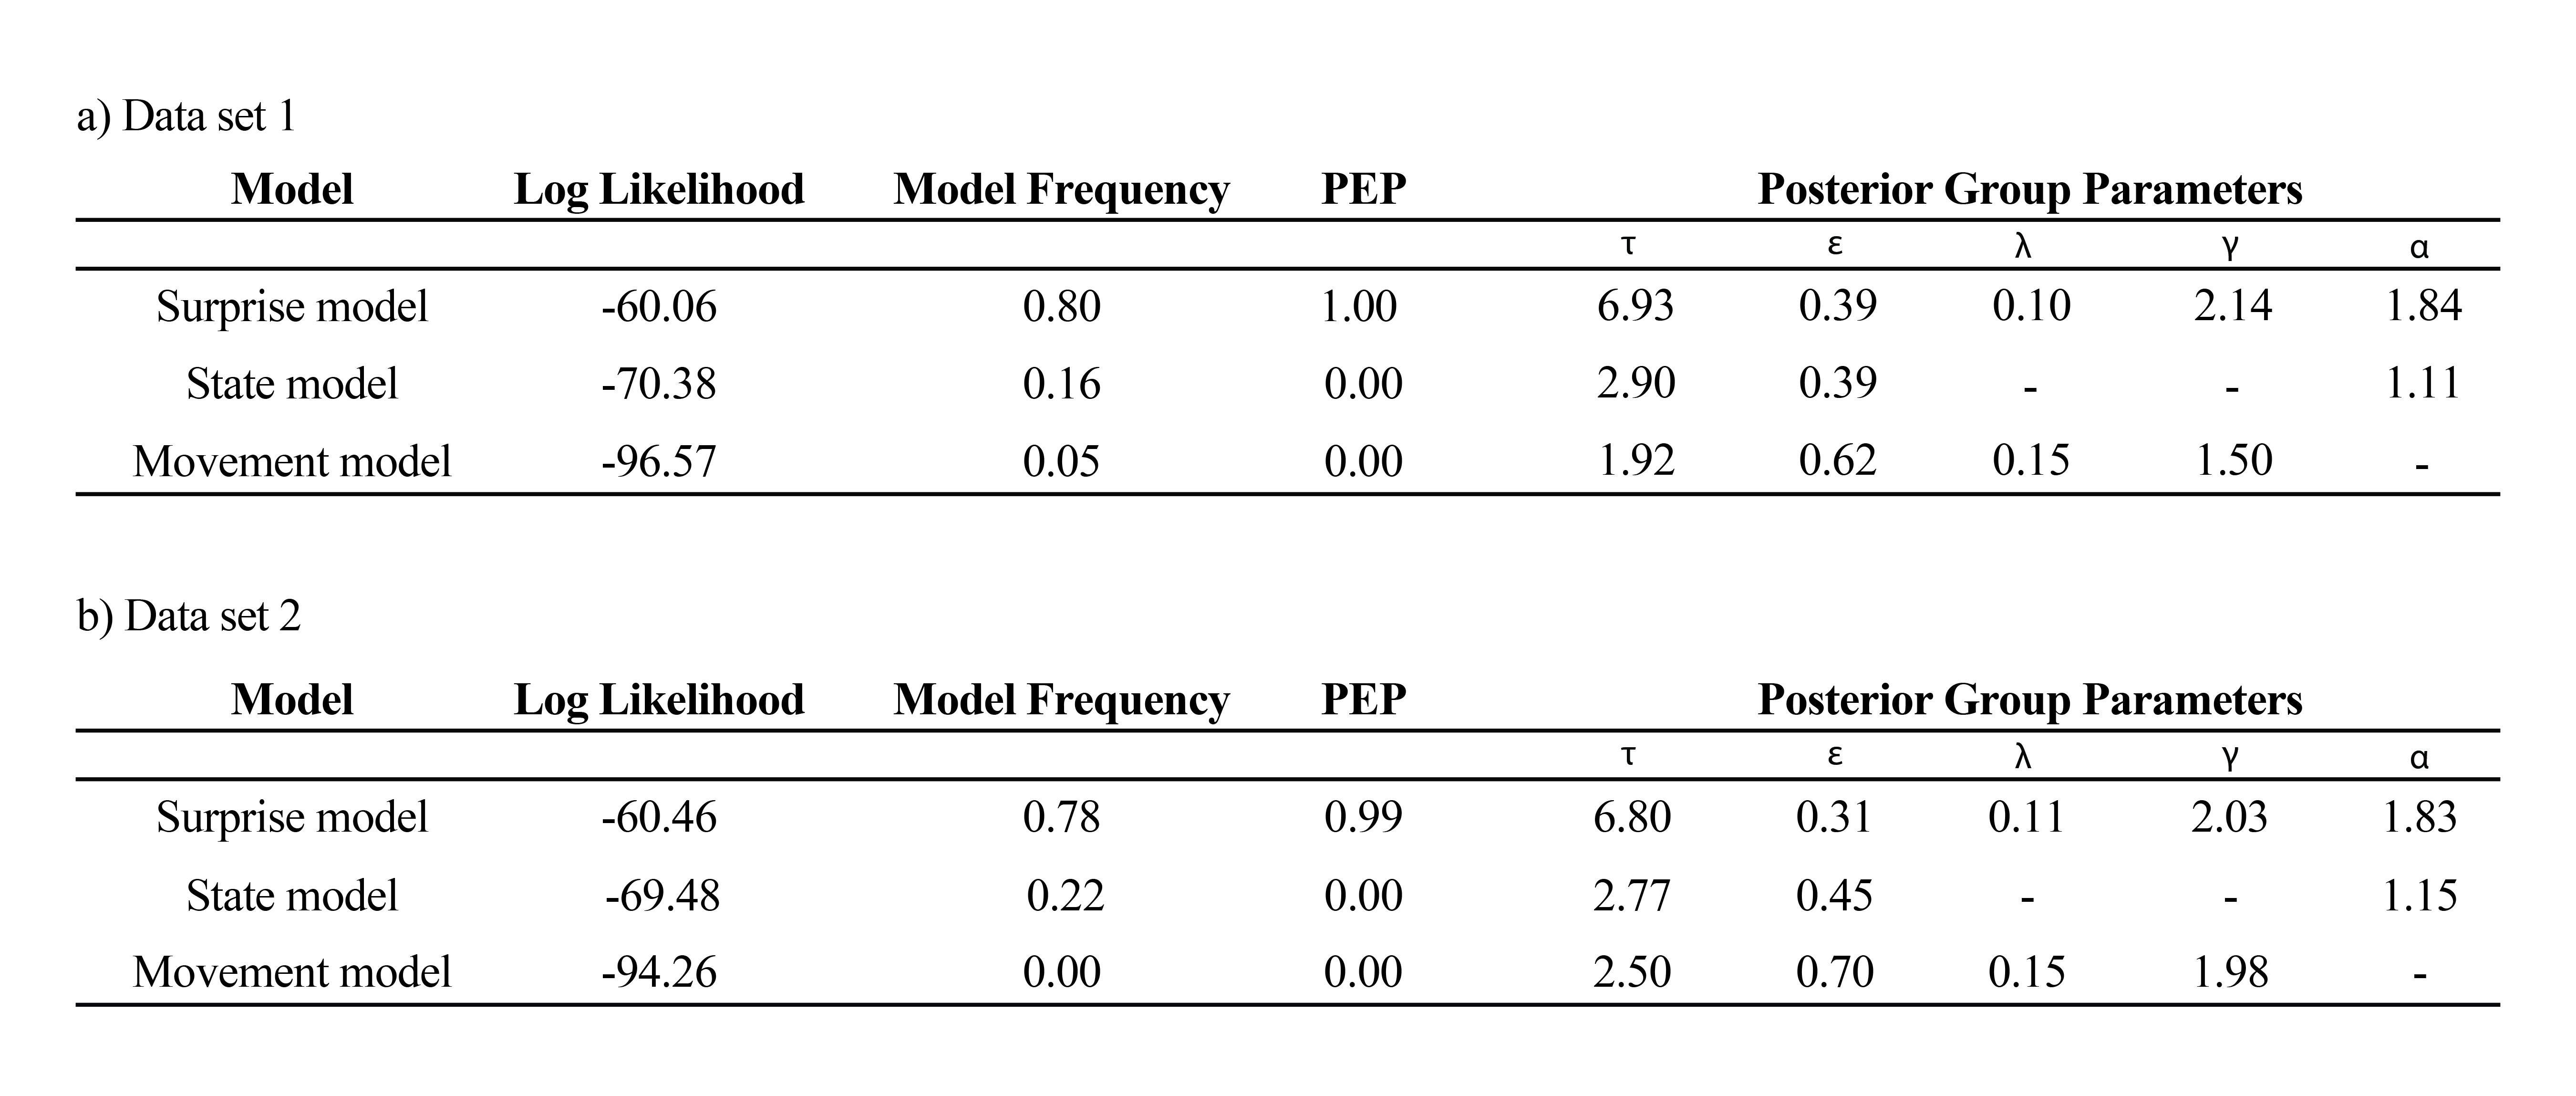 a) Data set 1
Model Log Likelihood Model Frequency PEP Posterior Group Parameters
τ ε λ γ α
Surprise model -60.06 0.80 1.00 6.93 0.39 0.10 2.14 1.84
State model -70.38 0.16 0.00 2.90 0.39 - - 1.11
Movement model -96.57 0.05 0.00 1.92 0.62 0.15 1.50 -
b) Data set 2
Model Log Likelihood Model Frequency PEP Posterior Group Parameters
τ ε λ γ α
Surprise model -60.46 0.78 0.99 6.80 0.31 0.11 2.03 1.83
State model -69.48 0.22 0.00 2.77 0.45 - - 1.15
Movement model -94.26 0.00 0.00 2.50 0.70 0.15 1.98 -